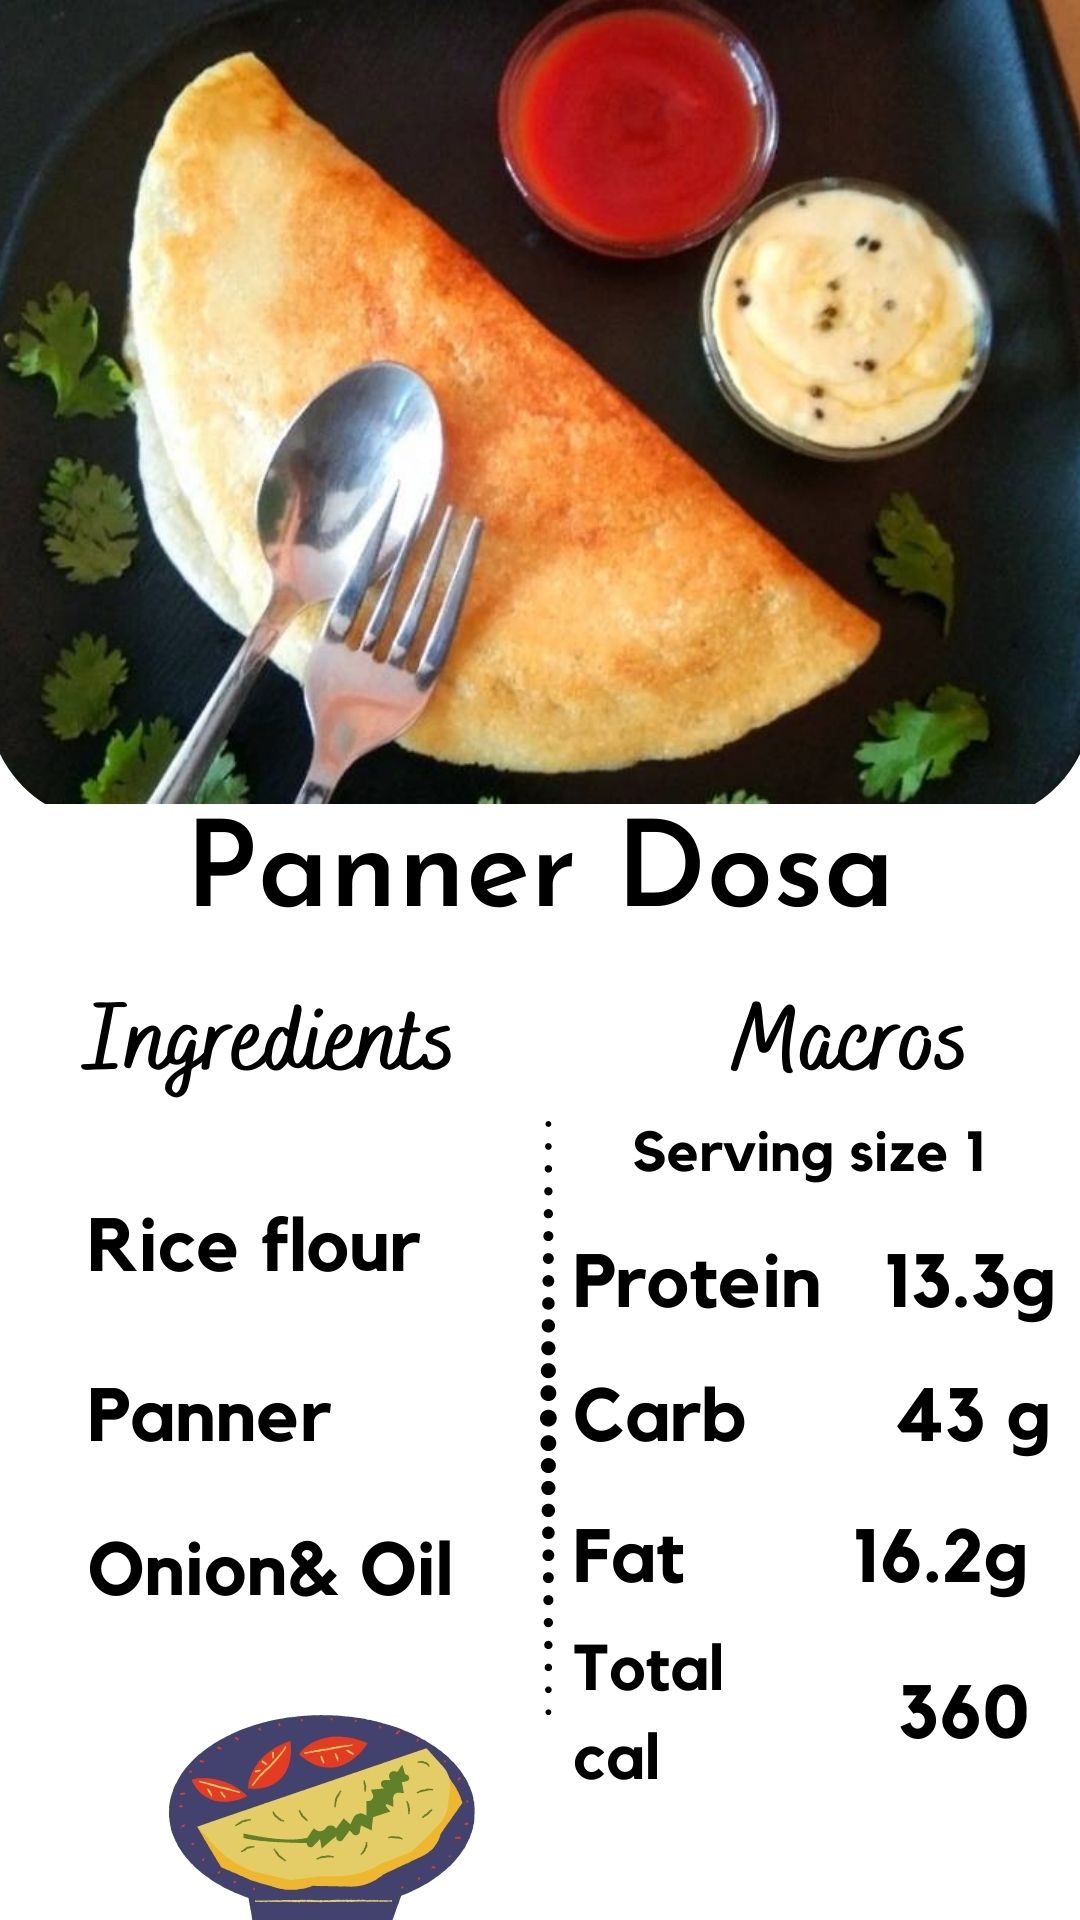 Panner Dosa
Ingredients
Rice flour
Panner
Onion& Oil
Macros
Serving size 1
Protein 13.3g
Carb 43 g
Fat 16.2g
Total
cal
360